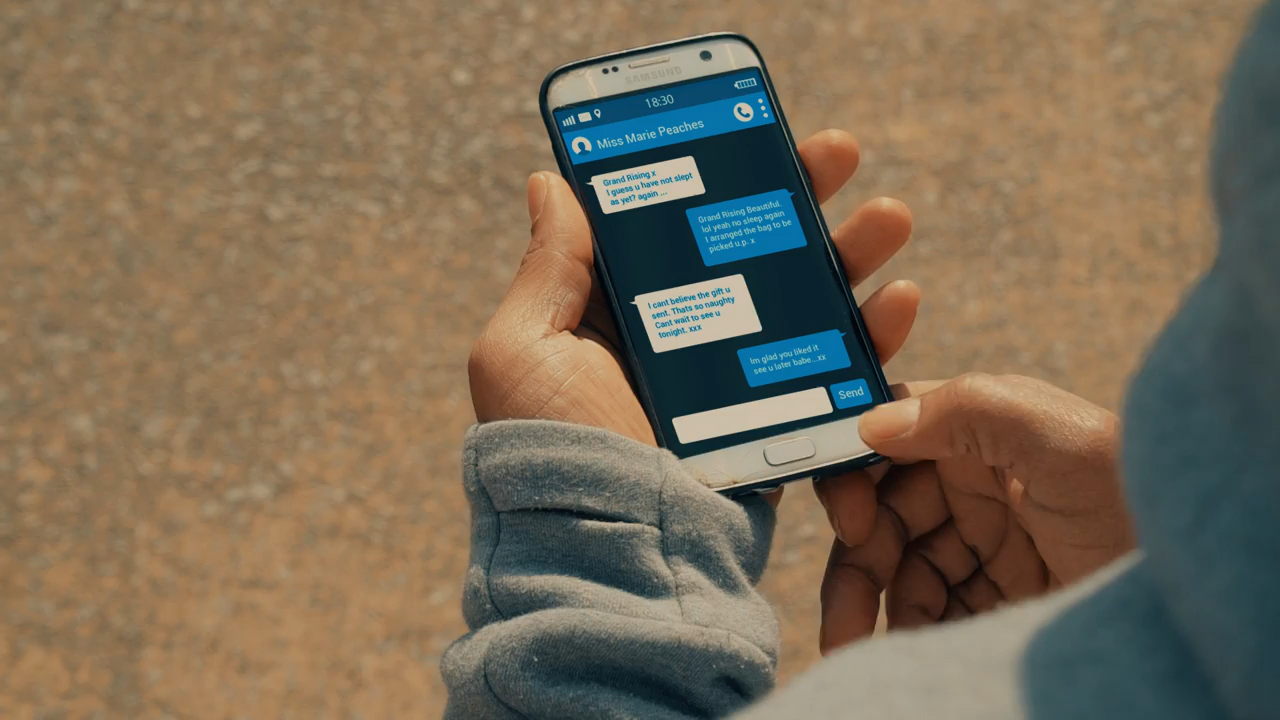 SAMSUNG
18:30
Miss Marie Peaches
Grand Rising x
I guess u have not slept
as yet? again ...
Grand Rising Beautiful.
lol yeah no sleep again
I arranged the bag to be
picked u.p. x
I cant believe the gift u
sent. Thats so naughty
Cant wait to see u
tonight. xxx
Im glad you liked it
see u later babe...xx
Send